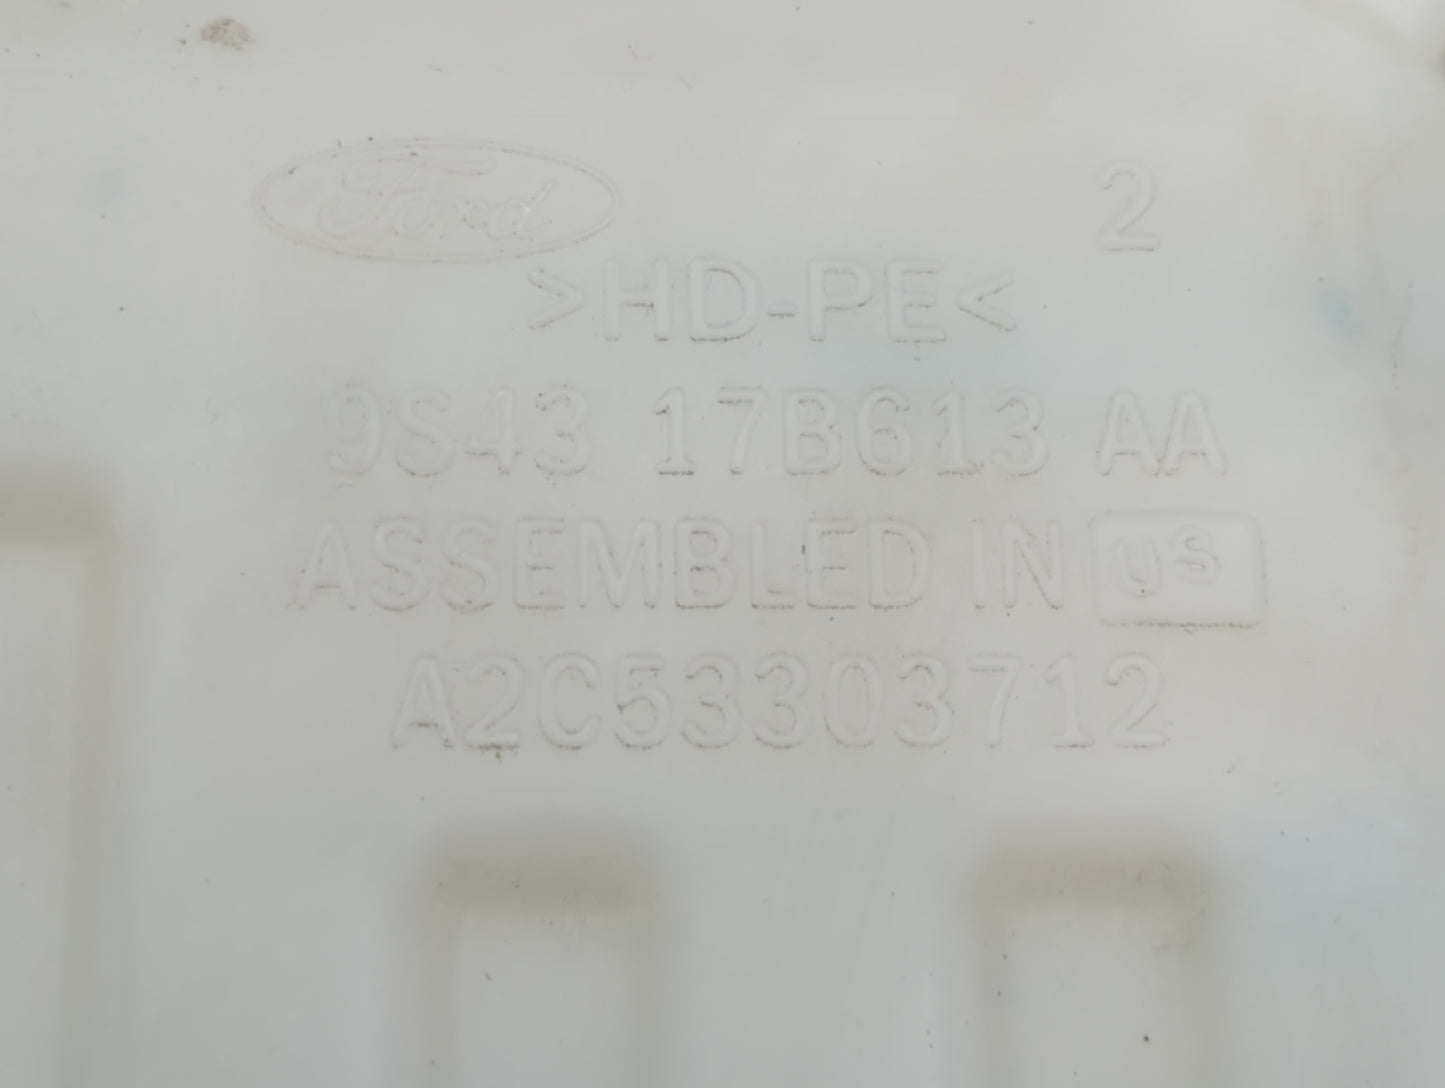 Ford 2
>HD-PE<
9S43 17B613 AA
ASSEMBLED IN US
A2C53303712